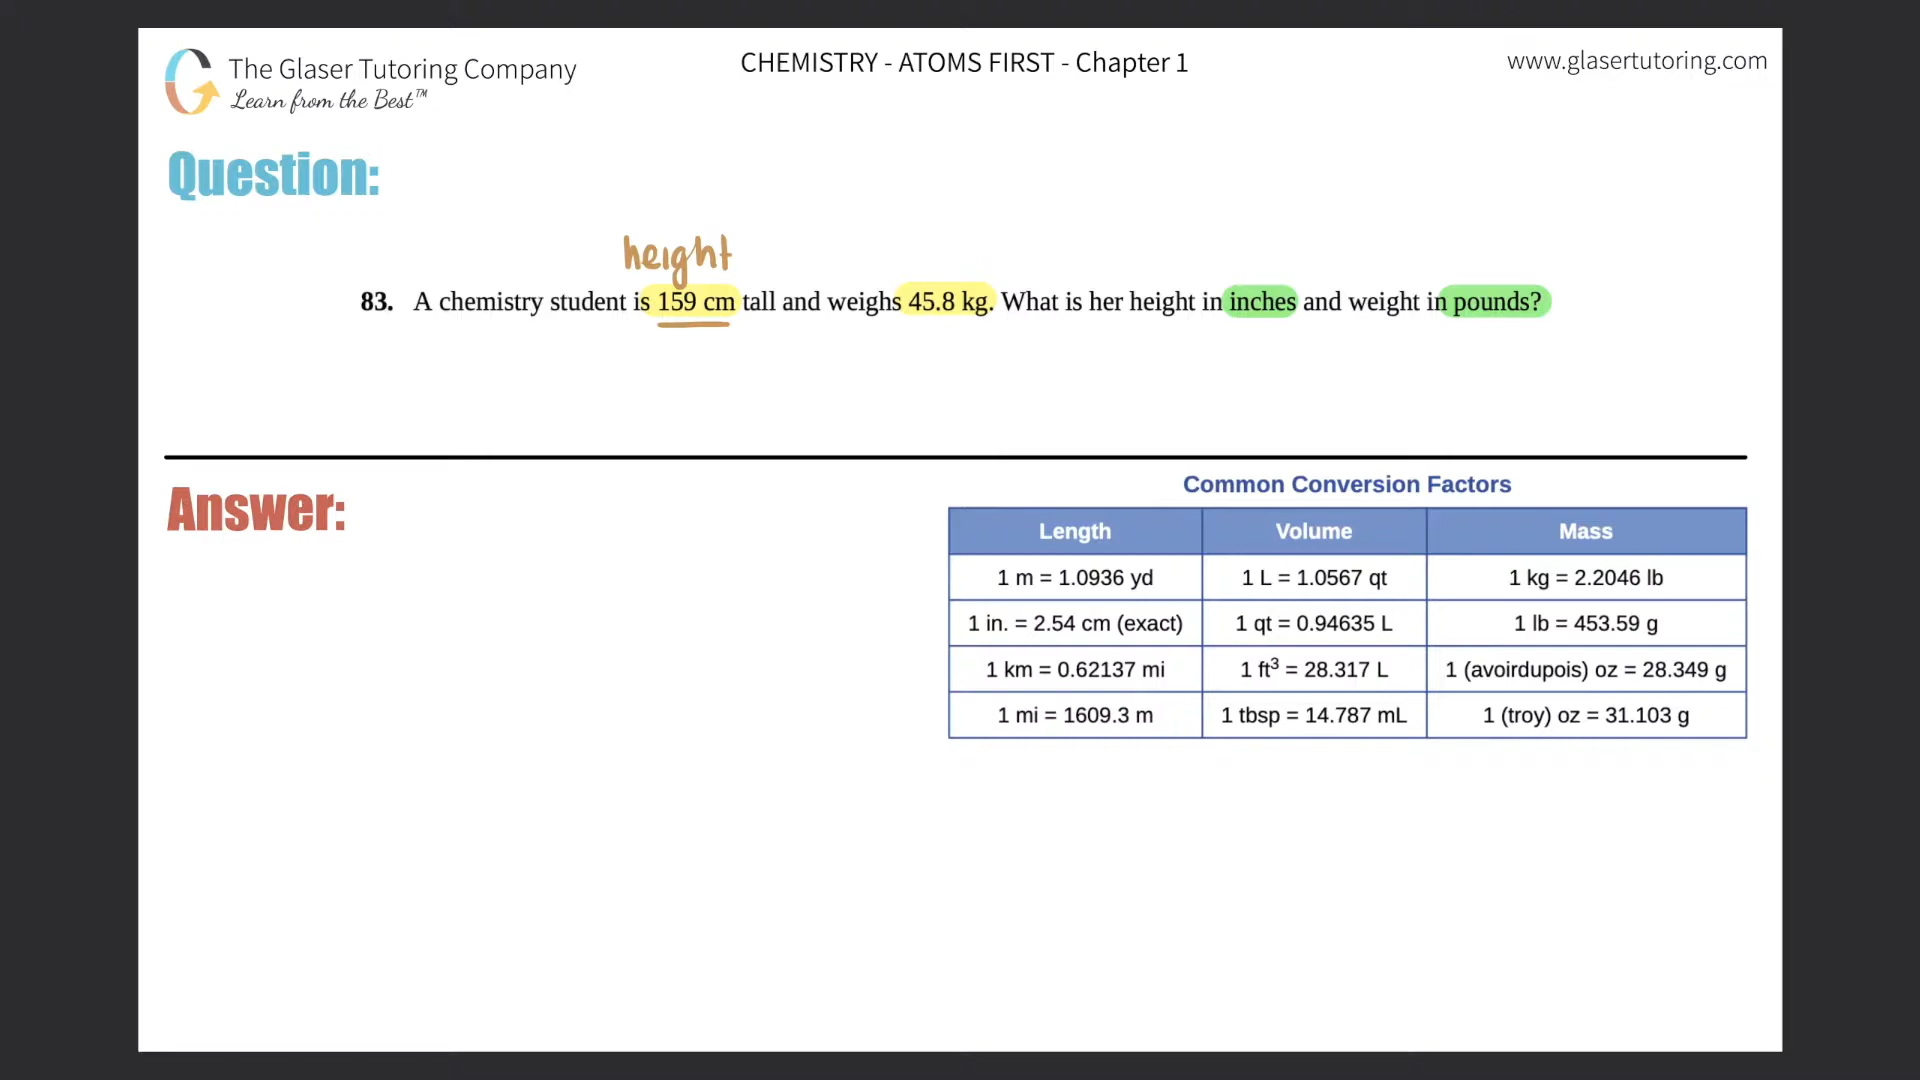 The Glaser Tutoring Company
Learn from the Best™
CHEMISTRY - ATOMS FIRST - Chapter 1
www.glasertutoring.com
Question:
height
83. A chemistry student is 159 cm tall and weighs 45.8 kg. What is her height in inches and weight in pounds?
Answer:
Common Conversion Factors
Length Volume Mass
1 m = 1.0936 yd 1 L = 1.0567 qt 1 kg = 2.2046 lb
1 in. = 2.54 cm (exact) 1 qt = 0.94635 L 1 lb = 453.59 g
1 km = 0.62137 mi 1 ft³ = 28.317 L 1 (avoirdupois) oz = 28.349 g
1 mi = 1609.3 m 1 tbsp = 14.787 mL 1 (troy) oz = 31.103 g